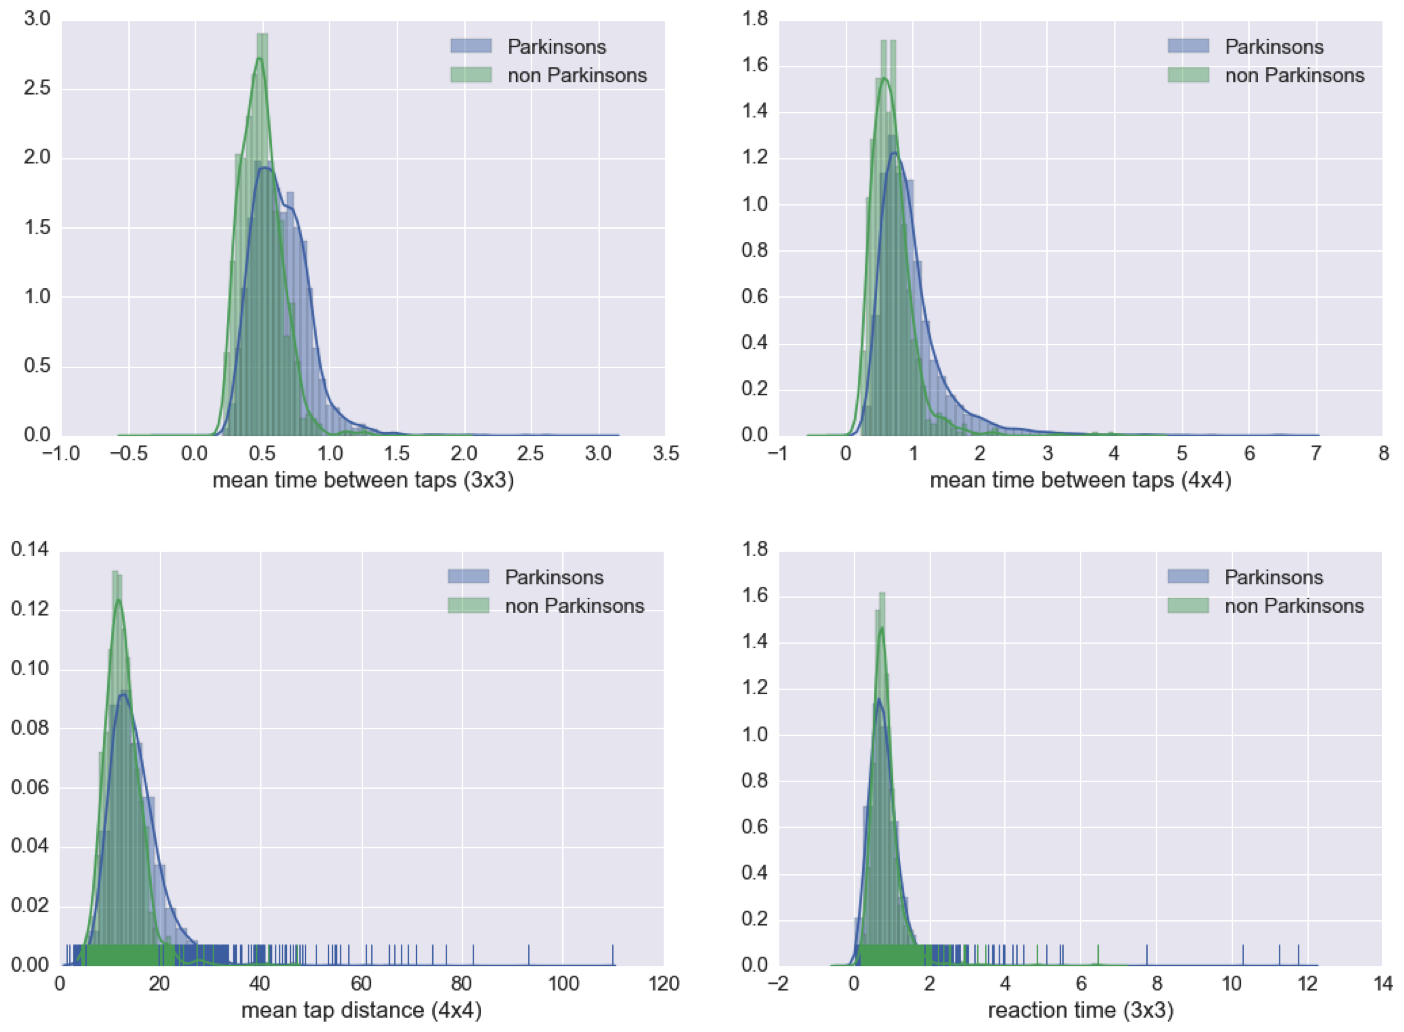 3.0
2.5
2.0
1.5
1.0
0.5
0.0
Parkinsons
non Parkinsons
−1.0 −0.5 0.0 0.5 1.0 1.5 2.0 2.5 3.0 3.5
mean time between taps (3x3)
1.8
1.6
1.4
1.2
1.0
0.8
0.6
0.4
0.2
0.0
Parkinsons
non Parkinsons
−1 0 1 2 3 4 5 6 7 8
mean time between taps (4x4)
0.14
0.12
0.10
0.08
0.06
0.04
0.02
0.00
Parkinsons
non Parkinsons
0 20 40 60 80 100 120
mean tap distance (4x4)
1.8
1.6
1.4
1.2
1.0
0.8
0.6
0.4
0.2
0.0
Parkinsons
non Parkinsons
−2 0 2 4 6 8 10 12 14
reaction time (3x3)